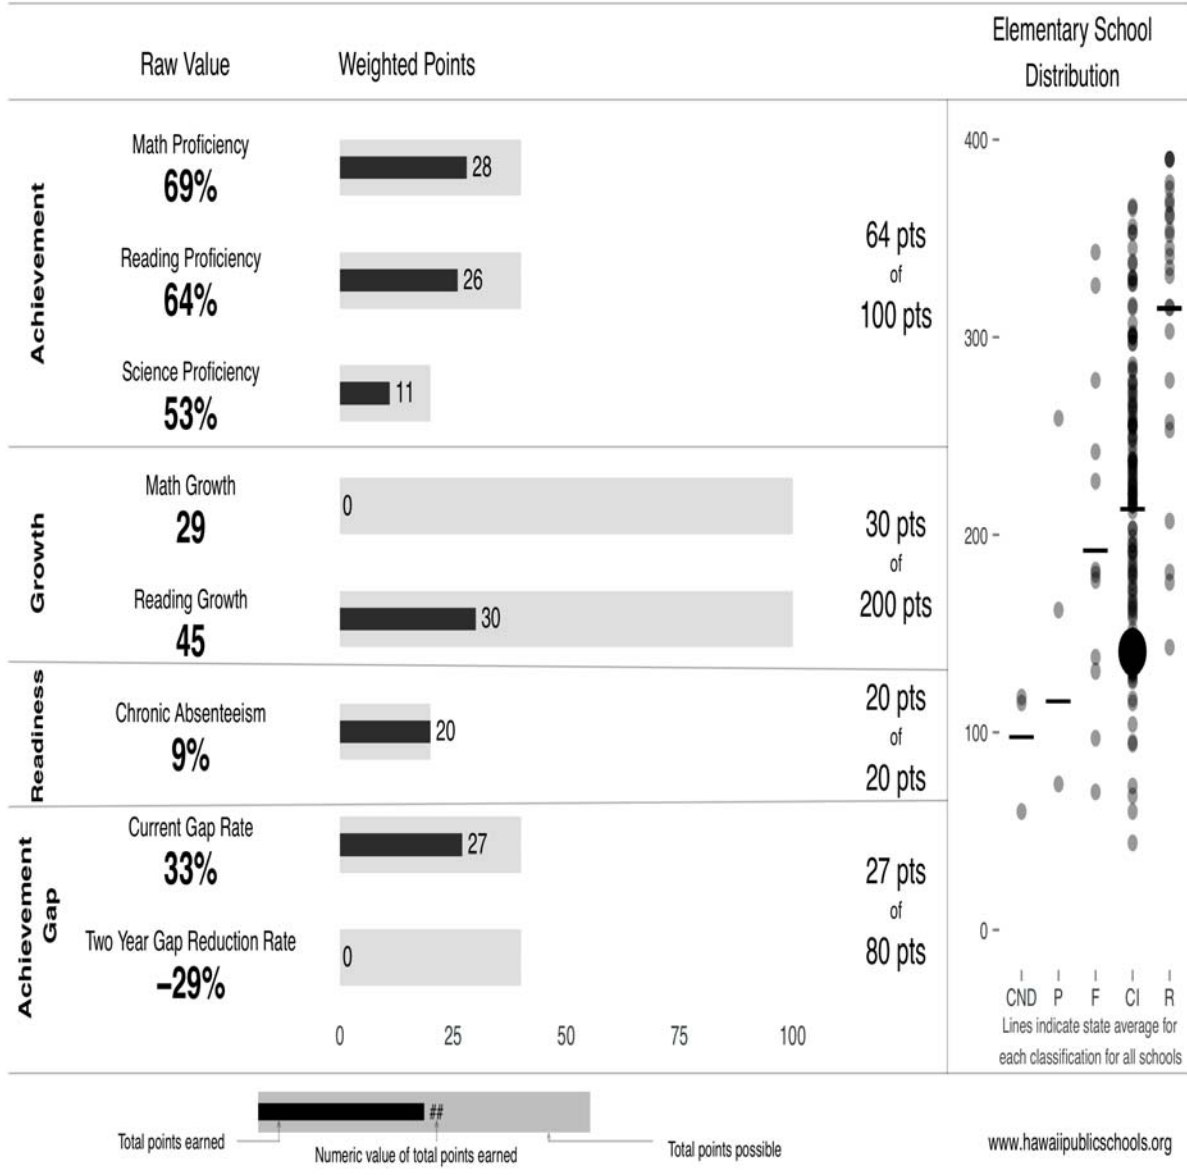 Raw Value
Weighted Points
Elementary School
Distribution
Achievement
Math Proficiency
69%
28
Reading Proficiency
64%
26
Science Proficiency
53%
11
64 pts
of
100 pts
Growth
Math Growth
29
0
Reading Growth
45
30
30 pts
of
200 pts
Readiness
Chronic Absenteeism
9%
20
20 pts
of
20 pts
Achievement
Gap
Current Gap Rate
33%
27
Two Year Gap Reduction Rate
–29%
0
27 pts
of
80 pts
0 25 50 75 100
400
300
200
100
0
CND P F CI R
Lines indicate state average for
each classification for all schools
##
Total points earned
Numeric value of total points earned
Total points possible
www.hawaiipublicschools.org